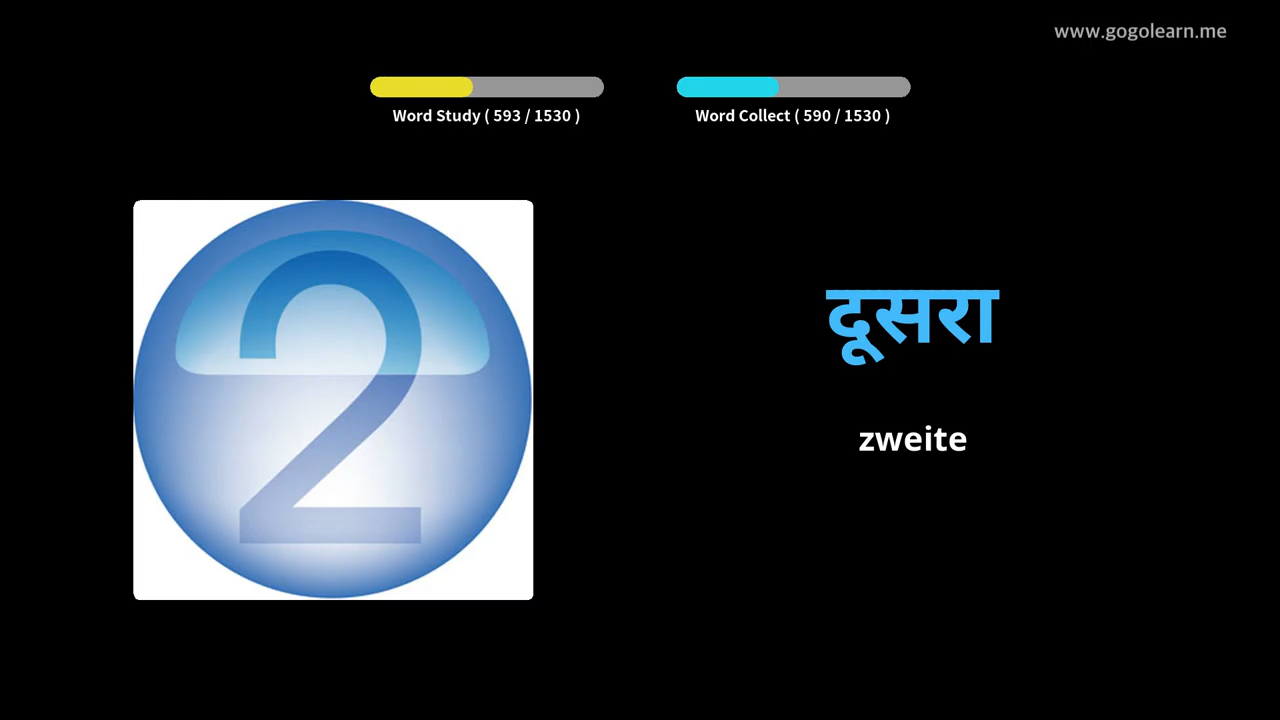 www.gogolearn.me
Word Study ( 593 / 1530 )
Word Collect ( 590 / 1530 )
2
दूसरा
zweite